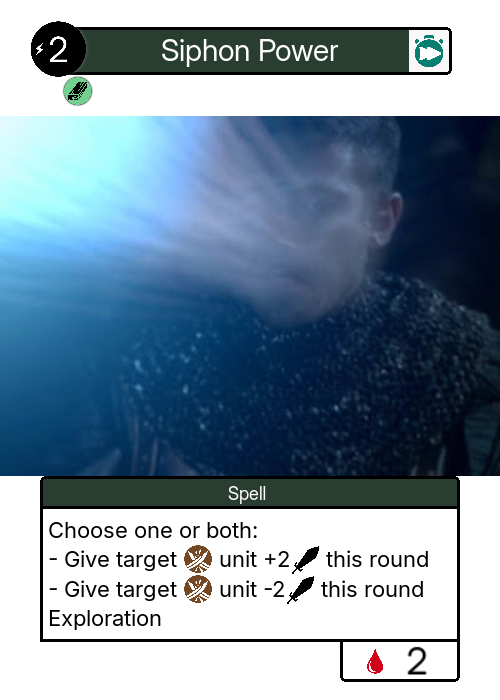 2
Siphon Power
Spell
Choose one or both:
- Give target unit +2 this round
- Give target unit -2 this round
Exploration
2